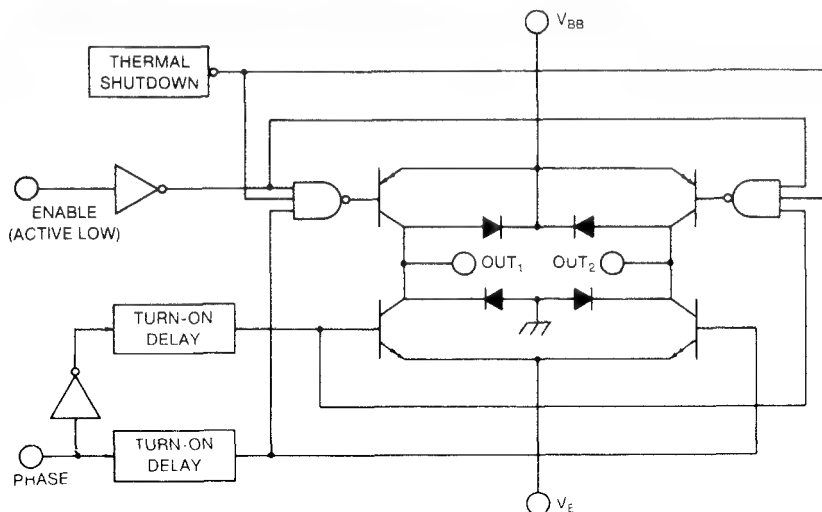 V_BB
THERMAL
SHUTDOWN
ENABLE
(ACTIVE LOW)
OUT₁
OUT₂
TURN-ON
DELAY
TURN-ON
DELAY
PHASE
V_E